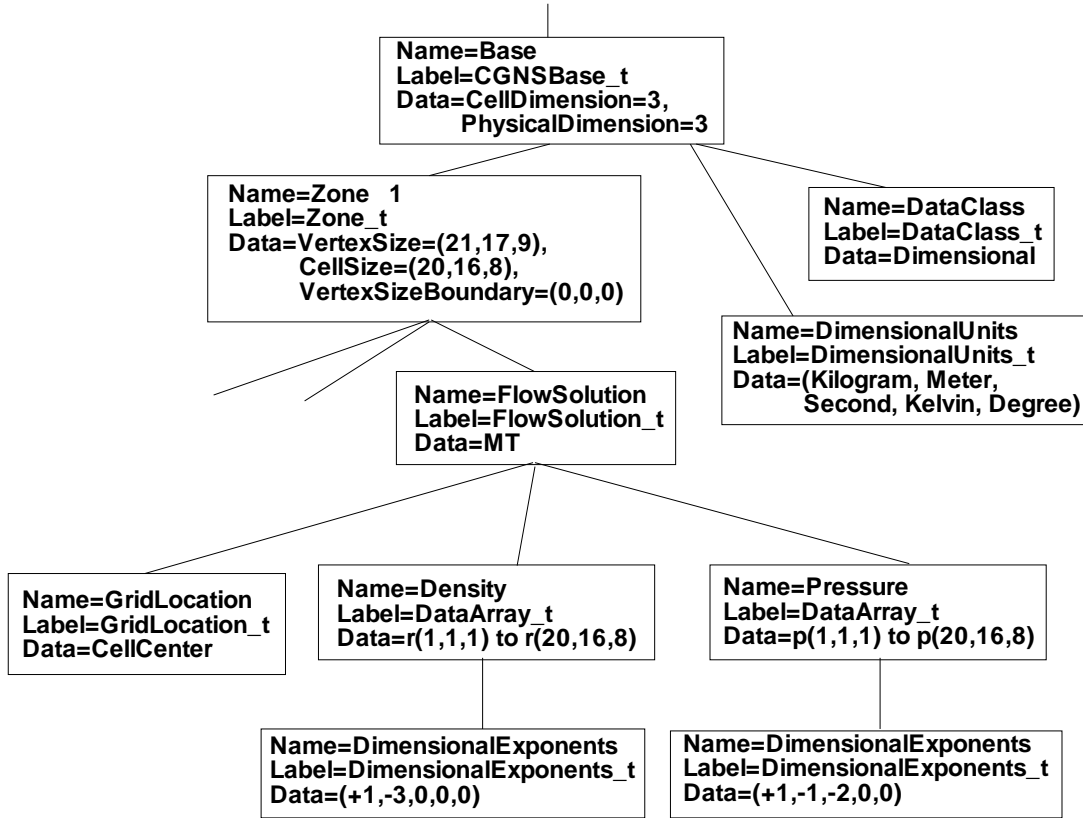 Name=Base
Label=CGNSBase_t
Data=CellDimension=3,
PhysicalDimension=3
Name=Zone 1
Label=Zone_t
Data=VertexSize=(21,17,9),
CellSize=(20,16,8),
VertexSizeBoundary=(0,0,0)
Name=DataClass
Label=DataClass_t
Data=Dimensional
Name=DimensionalUnits
Label=DimensionalUnits_t
Data=(Kilogram, Meter,
Second, Kelvin, Degree)
Name=FlowSolution
Label=FlowSolution_t
Data=MT
Name=GridLocation
Label=GridLocation_t
Data=CellCenter
Name=Density
Label=DataArray_t
Data=r(1,1,1) to r(20,16,8)
Name=Pressure
Label=DataArray_t
Data=p(1,1,1) to p(20,16,8)
Name=DimensionalExponents
Label=DimensionalExponents_t
Data=(+1,-3,0,0,0)
Name=DimensionalExponents
Label=DimensionalExponents_t
Data=(+1,-1,-2,0,0)